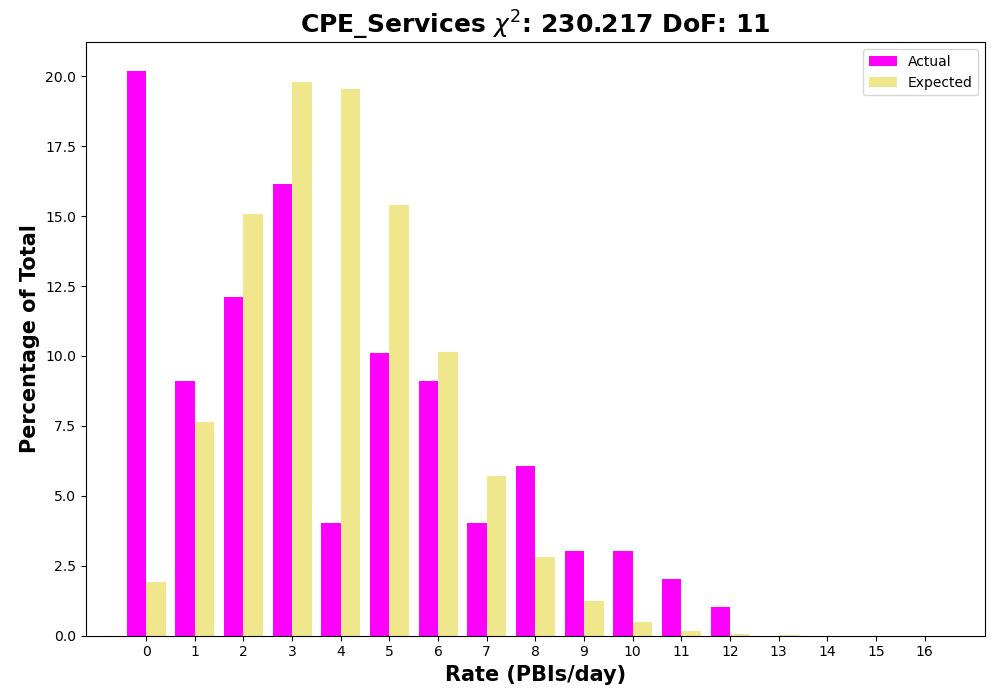 CPE_Services χ²: 230.217 DoF: 11
Actual
Expected
Percentage of Total
20.0
17.5
15.0
12.5
10.0
7.5
5.0
2.5
0.0
0 1 2 3 4 5 6 7 8 9 10 11 12 13 14 15 16
Rate (PBIs/day)